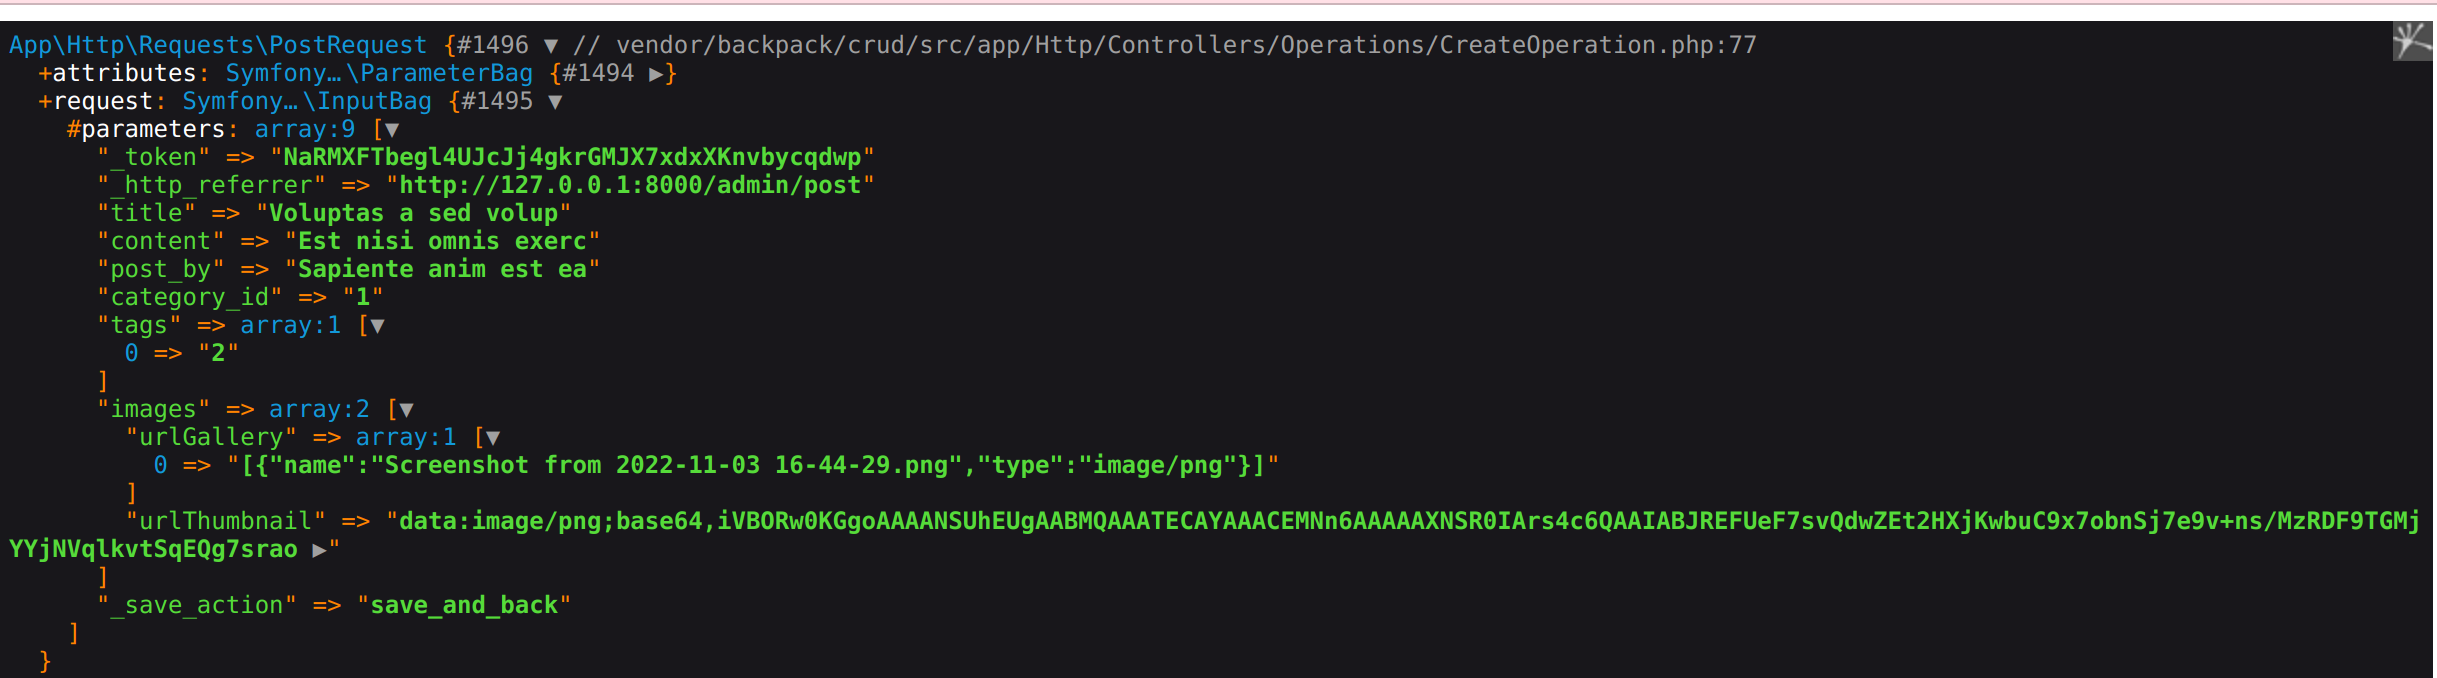 App\Http\Requests\PostRequest {#1496 ▼ // vendor/backpack/crud/src/app/Http/Controllers/Operations/CreateOperation.php:77
+attributes: Symfony…\ParameterBag {#1494 ▶}
+request: Symfony…\InputBag {#1495 ▼
#parameters: array:9 [▼
"_token" => "NaRMXFTbegl4UJcJj4gkrGMJX7xdxXKnvbycqdwp"
"_http_referrer" => "http://127.0.0.1:8000/admin/post"
"title" => "Voluptas a sed volup"
"content" => "Est nisi omnis exerc"
"post_by" => "Sapiente anim est ea"
"category_id" => "1"
"tags" => array:1 [▼
0 => "2"
]
"images" => array:2 [▼
"urlGallery" => array:1 [▼
0 => "[{"name":"Screenshot from 2022-11-03 16-44-29.png","type":"image/png"}]"
]
"urlThumbnail" => "data:image/png;base64,iVBORw0KGgoAAAANSUhEUgAABMQAAATECAYAAACEMNn6AAAAAXNSR0IArs4c6QAAIABJREFUeF7svQdwZEt2HXjKwbuC9x7obnSj7e9v+ns/MzRDF9TGMj
YYjNVqlkvtSqEQg7srao ▶"
]
"_save_action" => "save_and_back"
]
}